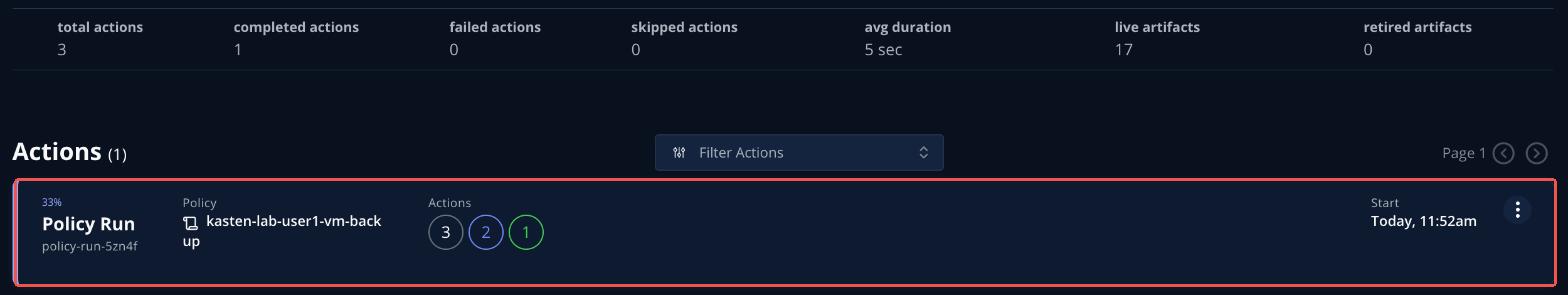 total actions completed actions failed actions skipped actions avg duration live artifacts retired artifacts
3 1 0 0 5 sec 17 0
Actions (1) Filter Actions Page 1
33% Policy Actions Start
Policy Run kasten-lab-user1-vm-back 3 2 1 Today, 11:52am
policy-run-5zn4f up